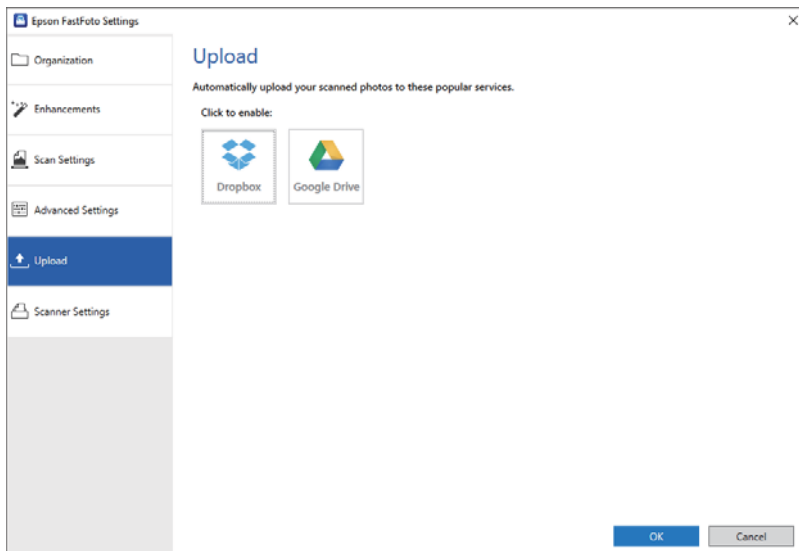 Epson FastFoto Settings
Organization
Enhancements
Scan Settings
Advanced Settings
Upload
Scanner Settings
Upload
Automatically upload your scanned photos to these popular services.
Click to enable:
Dropbox
Google Drive
OK
Cancel